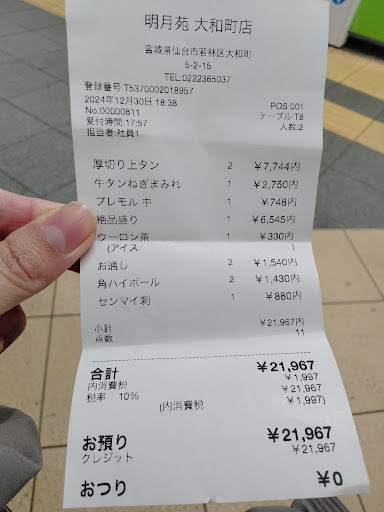 明月苑 大和町店
宮城県仙台市若林区大和町
5-2-15
TEL:0222365037
登録番号:T5370002018957
2024年12月30日 18:38
POS:001
No.00000811
テーブル:T8
受付時間:17:57
人数:2
担当者:社員1
厚切り上タン 2 ¥7,744内
牛タンねぎまみれ 1 ¥2,750内
プレモル 中 1 ¥748内
絶品盛り 1 ¥6,545内
ウーロン茶 1 ¥330内
(アイス )
お通し 2 ¥1,540内
角ハイボール 2 ¥1,430内
センマイ刺 1 ¥880内
小計 ¥21,967内
点数 11
合計 ¥21,967
内消費税 ¥1,997
税率 10% ¥21,967
(内消費税 ¥1,997)
お預り ¥21,967
クレジット ¥21,967
おつり ¥0